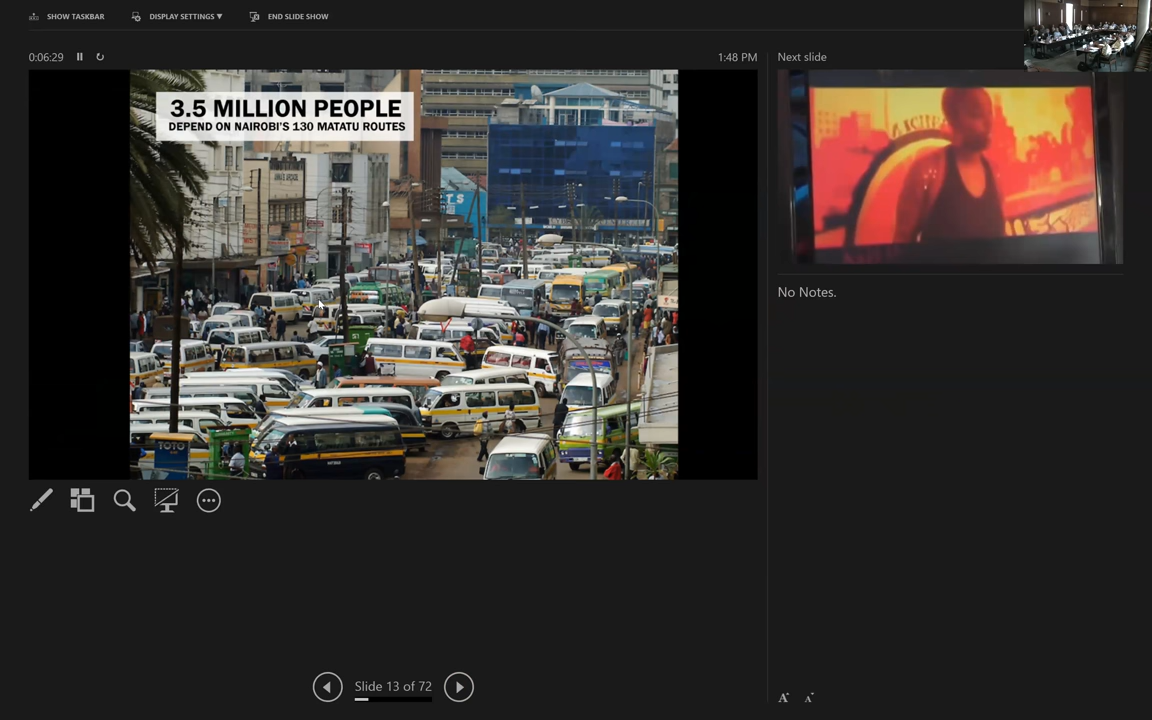 SHOW TASKBAR
DISPLAY SETTINGS ▼
END SLIDE SHOW
0:06:29
1:48 PM
Next slide
3.5 MILLION PEOPLE
DEPEND ON NAIROBI'S 130 MATATU ROUTES
TOTO
No Notes.
Slide 13 of 72
A
A